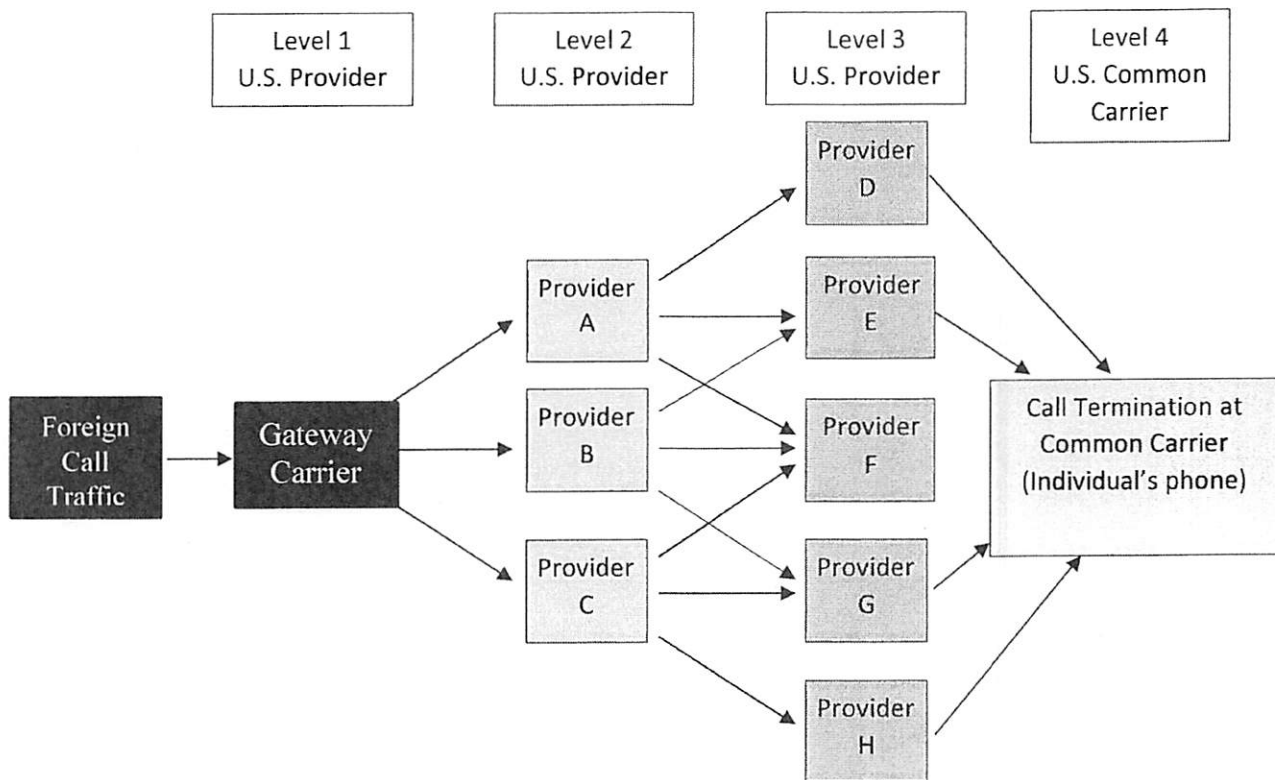 Level 1
U.S. Provider
Level 2
U.S. Provider
Level 3
U.S. Provider
Level 4
U.S. Common
Carrier
Provider
D
Provider
A
Provider
E
Foreign
Call
Traffic
Gateway
Carrier
Provider
B
Provider
F
Call Termination at
Common Carrier
(Individual's phone)
Provider
C
Provider
G
Provider
H